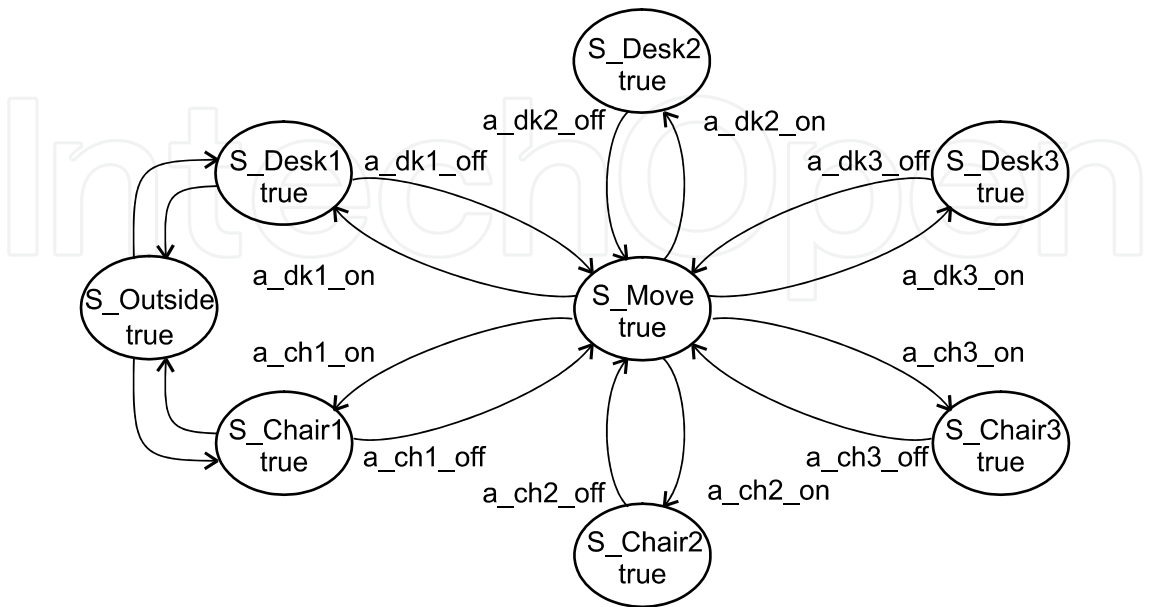 S_Desk2
true
a_dk2_off
a_dk2_on
S_Desk1
true
a_dk1_off
a_dk3_off
S_Desk3
true
a_dk1_on
a_dk3_on
S_Outside
true
S_Move
true
a_ch1_on
a_ch3_on
S_Chair1
true
a_ch1_off
a_ch3_off
S_Chair3
true
a_ch2_off
a_ch2_on
S_Chair2
true
IntechOpen